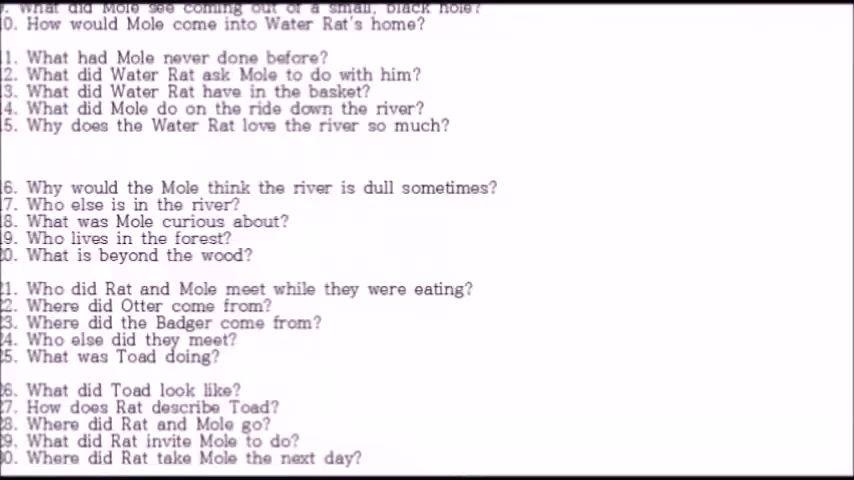 9. What did Mole see coming out of a small, black hole?
0. How would Mole come into Water Rat's home?
1. What had Mole never done before?
2. What did Water Rat ask Mole to do with him?
3. What did Water Rat have in the basket?
4. What did Mole do on the ride down the river?
5. Why does the Water Rat love the river so much?
6. Why would the Mole think the river is dull sometimes?
7. Who else is in the river?
8. What was Mole curious about?
9. Who lives in the forest?
0. What is beyond the wood?
1. Who did Rat and Mole meet while they were eating?
2. Where did Otter come from?
3. Where did the Badger come from?
4. Who else did they meet?
5. What was Toad doing?
6. What did Toad look like?
7. How does Rat describe Toad?
8. Where did Rat and Mole go?
9. What did Rat invite Mole to do?
0. Where did Rat take Mole the next day?